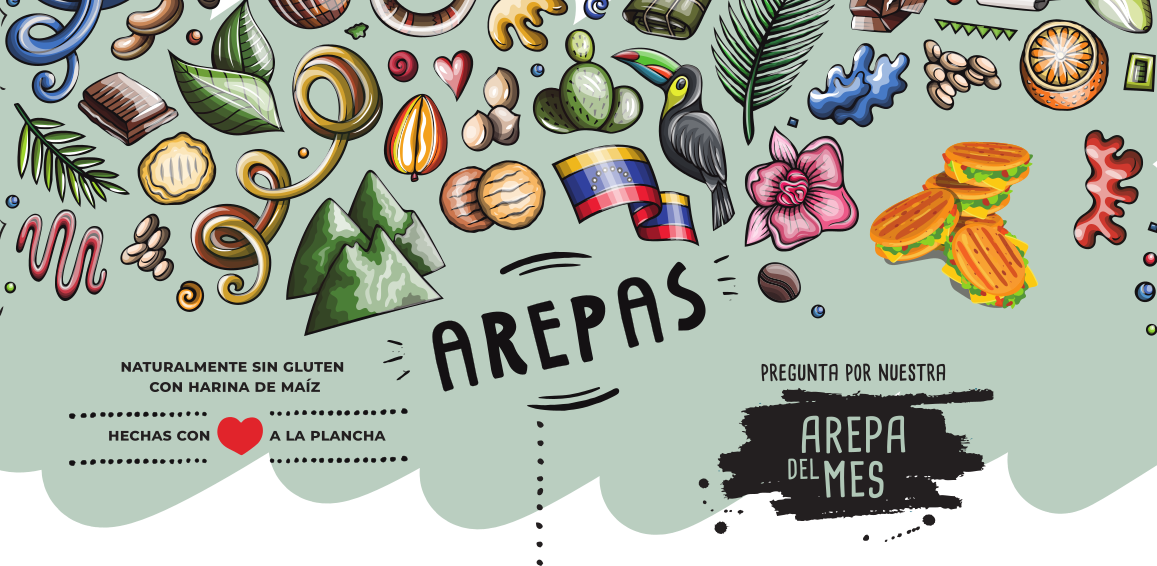 AREPAS
NATURALMENTE SIN GLUTEN
CON HARINA DE MAÍZ
HECHAS CON A LA PLANCHA
PREGUNTA POR NUESTRA
AREPA
DEL MES